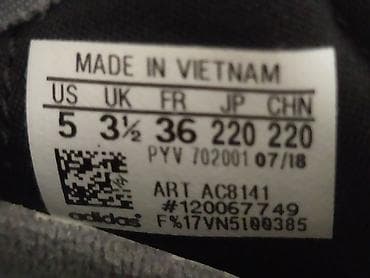 MADE IN VIETNAM
US UK FR JP CHN
5 3½ 36 220 220
PYV 702001 07/18
ART AC8141
#120067749
adidas F%17VN5100385